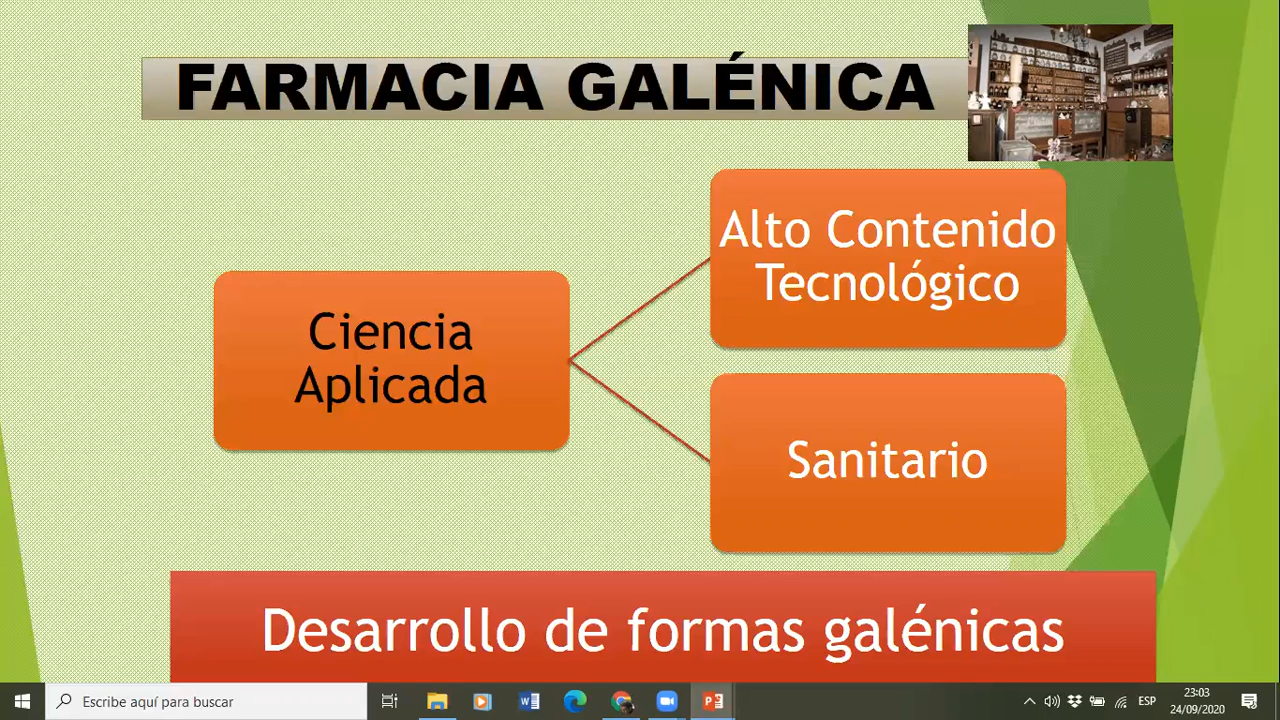 FARMACIA GALÉNICA
Alto Contenido
Tecnológico
Ciencia
Aplicada
Sanitario
Desarrollo de formas galénicas
Escribe aquí para buscar
ESP
23:03
24/09/2020